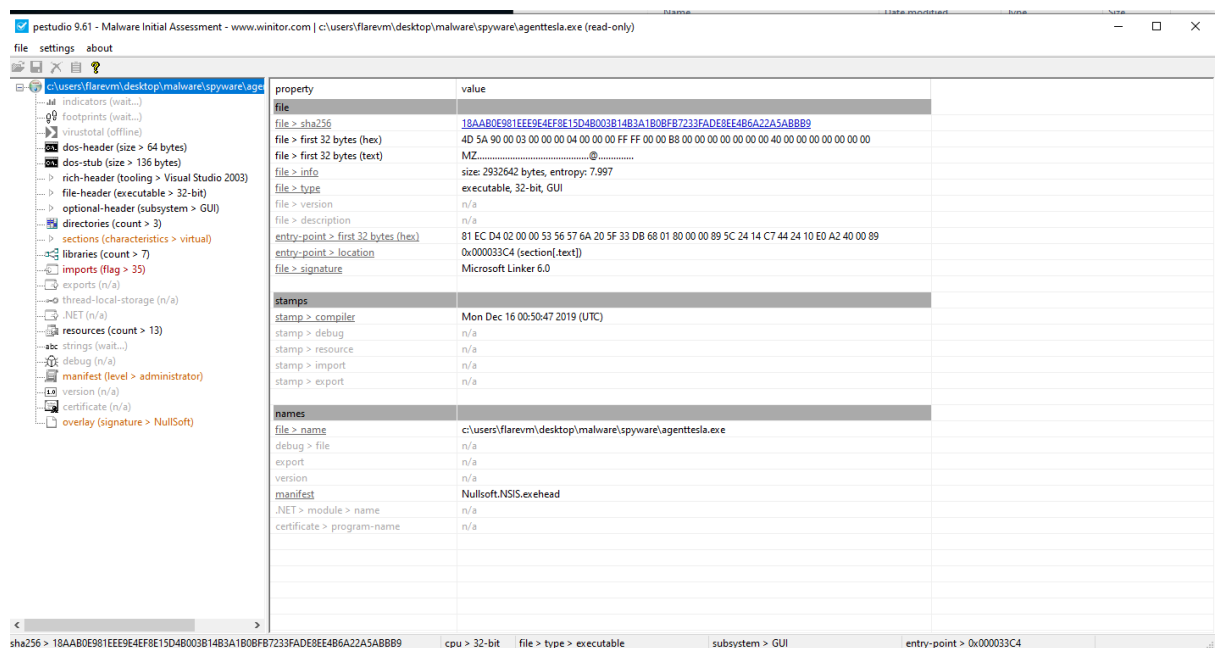 Name Date modified Type Size
pestudio 9.61 - Malware Initial Assessment - www.winitor.com | c:\users\flarevm\desktop\malware\spyware\agenttesla.exe (read-only)
file settings about
c:\users\flarevm\desktop\malware\spyware\age
indicators (wait...)
footprints (wait...)
virustotal (offline)
dos-header (size > 64 bytes)
dos-stub (size > 136 bytes)
rich-header (tooling > Visual Studio 2003)
file-header (executable > 32-bit)
optional-header (subsystem > GUI)
directories (count > 3)
sections (characteristics > virtual)
libraries (count > 7)
imports (flag > 35)
exports (n/a)
thread-local-storage (n/a)
.NET (n/a)
resources (count > 13)
abc strings (wait...)
debug (n/a)
manifest (level > administrator)
1.0 version (n/a)
certificate (n/a)
overlay (signature > NullSoft)
property value
file
file > sha256 18AAB0E981EEE9E4EF8E15D4B003B14B3A1B0BFB7233FADE8EE4B6A22A5ABBB9
file > first 32 bytes (hex) 4D 5A 90 00 03 00 00 00 04 00 00 00 FF FF 00 00 B8 00 00 00 00 00 00 00 40 00 00 00 00 00 00 00
file > first 32 bytes (text) MZ............................................@..............
file > info size: 2932642 bytes, entropy: 7.997
file > type executable, 32-bit, GUI
file > version n/a
file > description n/a
entry-point > first 32 bytes (hex) 81 EC D4 02 00 00 53 56 57 6A 20 5F 33 DB 68 01 80 00 00 89 5C 24 14 C7 44 24 10 E0 A2 40 00 89
entry-point > location 0x000033C4 (section[.text])
file > signature Microsoft Linker 6.0
stamps
stamp > compiler Mon Dec 16 00:50:47 2019 (UTC)
stamp > debug n/a
stamp > resource n/a
stamp > import n/a
stamp > export n/a
names
file > name c:\users\flarevm\desktop\malware\spyware\agenttesla.exe
debug > file n/a
export n/a
version n/a
manifest Nullsoft.NSIS.exehead
.NET > module > name n/a
certificate > program-name n/a
sha256 > 18AAB0E981EEE9E4EF8E15D4B003B14B3A1B0BFB7233FADE8EE4B6A22A5ABBB9 cpu > 32-bit file > type > executable subsystem > GUI entry-point > 0x000033C4